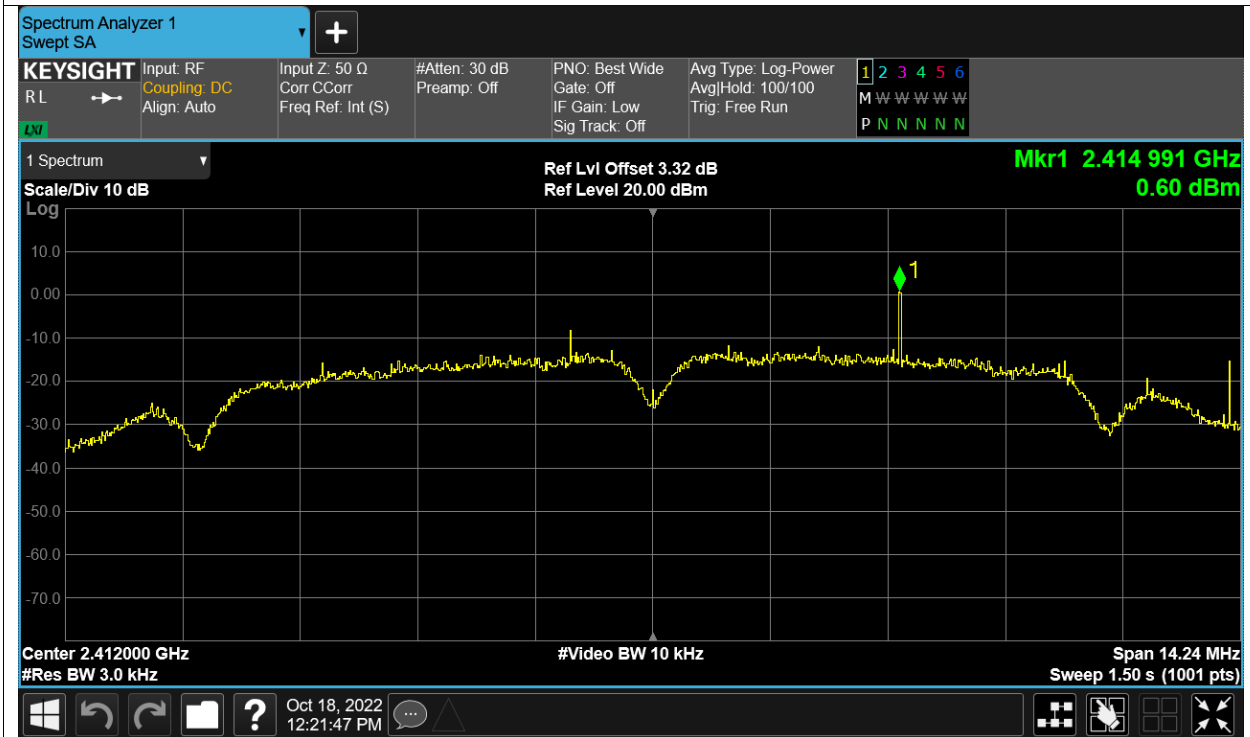 Spectrum Analyzer 1
Swept SA
+
KEYSIGHT
R L
LXI
Input: RF
Coupling: DC
Align: Auto
Input Z: 50 Ω
Corr CCorr
Freq Ref: Int (S)
#Atten: 30 dB
Preamp: Off
PNO: Best Wide
Gate: Off
IF Gain: Low
Sig Track: Off
Avg Type: Log-Power
Avg|Hold: 100/100
Trig: Free Run
1 2 3 4 5 6
M W W W W W
P N N N N N
1 Spectrum
Scale/Div 10 dB
Log
Ref Lvl Offset 3.32 dB
Ref Level 20.00 dBm
Mkr1 2.414 991 GHz
0.60 dBm
1
10.0
0.00
-10.0
-20.0
-30.0
-40.0
-50.0
-60.0
-70.0
Center 2.412000 GHz
#Res BW 3.0 kHz
#Video BW 10 kHz
Span 14.24 MHz
Sweep 1.50 s (1001 pts)
?
Oct 18, 2022
12:21:47 PM